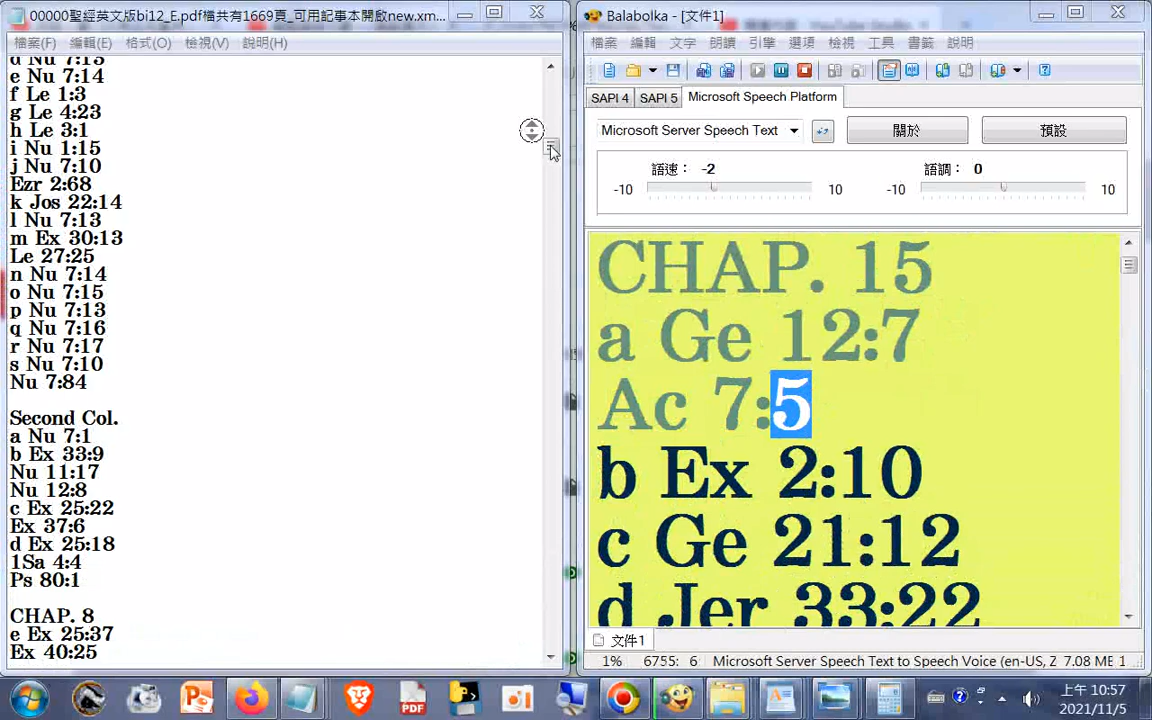 00000聖經英文版bi12_E.pdf檔共有1669頁_可用記事本開啟new.xm...
檔案(F) 編輯(E) 格式(O) 檢視(V) 說明(H)
d Nu 7:13
e Nu 7:14
f Le 1:3
g Le 4:23
h Le 3:1
i Nu 1:15
j Nu 7:10
Ezr 2:68
k Jos 22:14
l Nu 7:13
m Ex 30:13
Le 27:25
n Nu 7:14
o Nu 7:15
p Nu 7:13
q Nu 7:16
r Nu 7:17
s Nu 7:10
Nu 7:84
Second Col.
a Nu 7:1
b Ex 33:9
Nu 11:17
Nu 12:8
c Ex 25:22
Ex 37:6
d Ex 25:18
1Sa 4:4
Ps 80:1
CHAP. 8
e Ex 25:37
Ex 40:25
Balabolka - [文件1]
檔案 編輯 文字 朗讀 引擎 選項 檢視 工具 書籤 說明
SAPI 4 SAPI 5 Microsoft Speech Platform
Microsoft Server Speech Text 關於 預設
語速： -2 語調： 0
-10 10 -10 10
CHAP. 15
a Ge 12:7
Ac 7:5
b Ex 2:10
c Ge 21:12
d Jer 33:22
文件1
1% 6755: 6 Microsoft Server Speech Text to Speech Voice (en-US, Z 7.08 ME 1
PDF
上午 10:57
2021/11/5